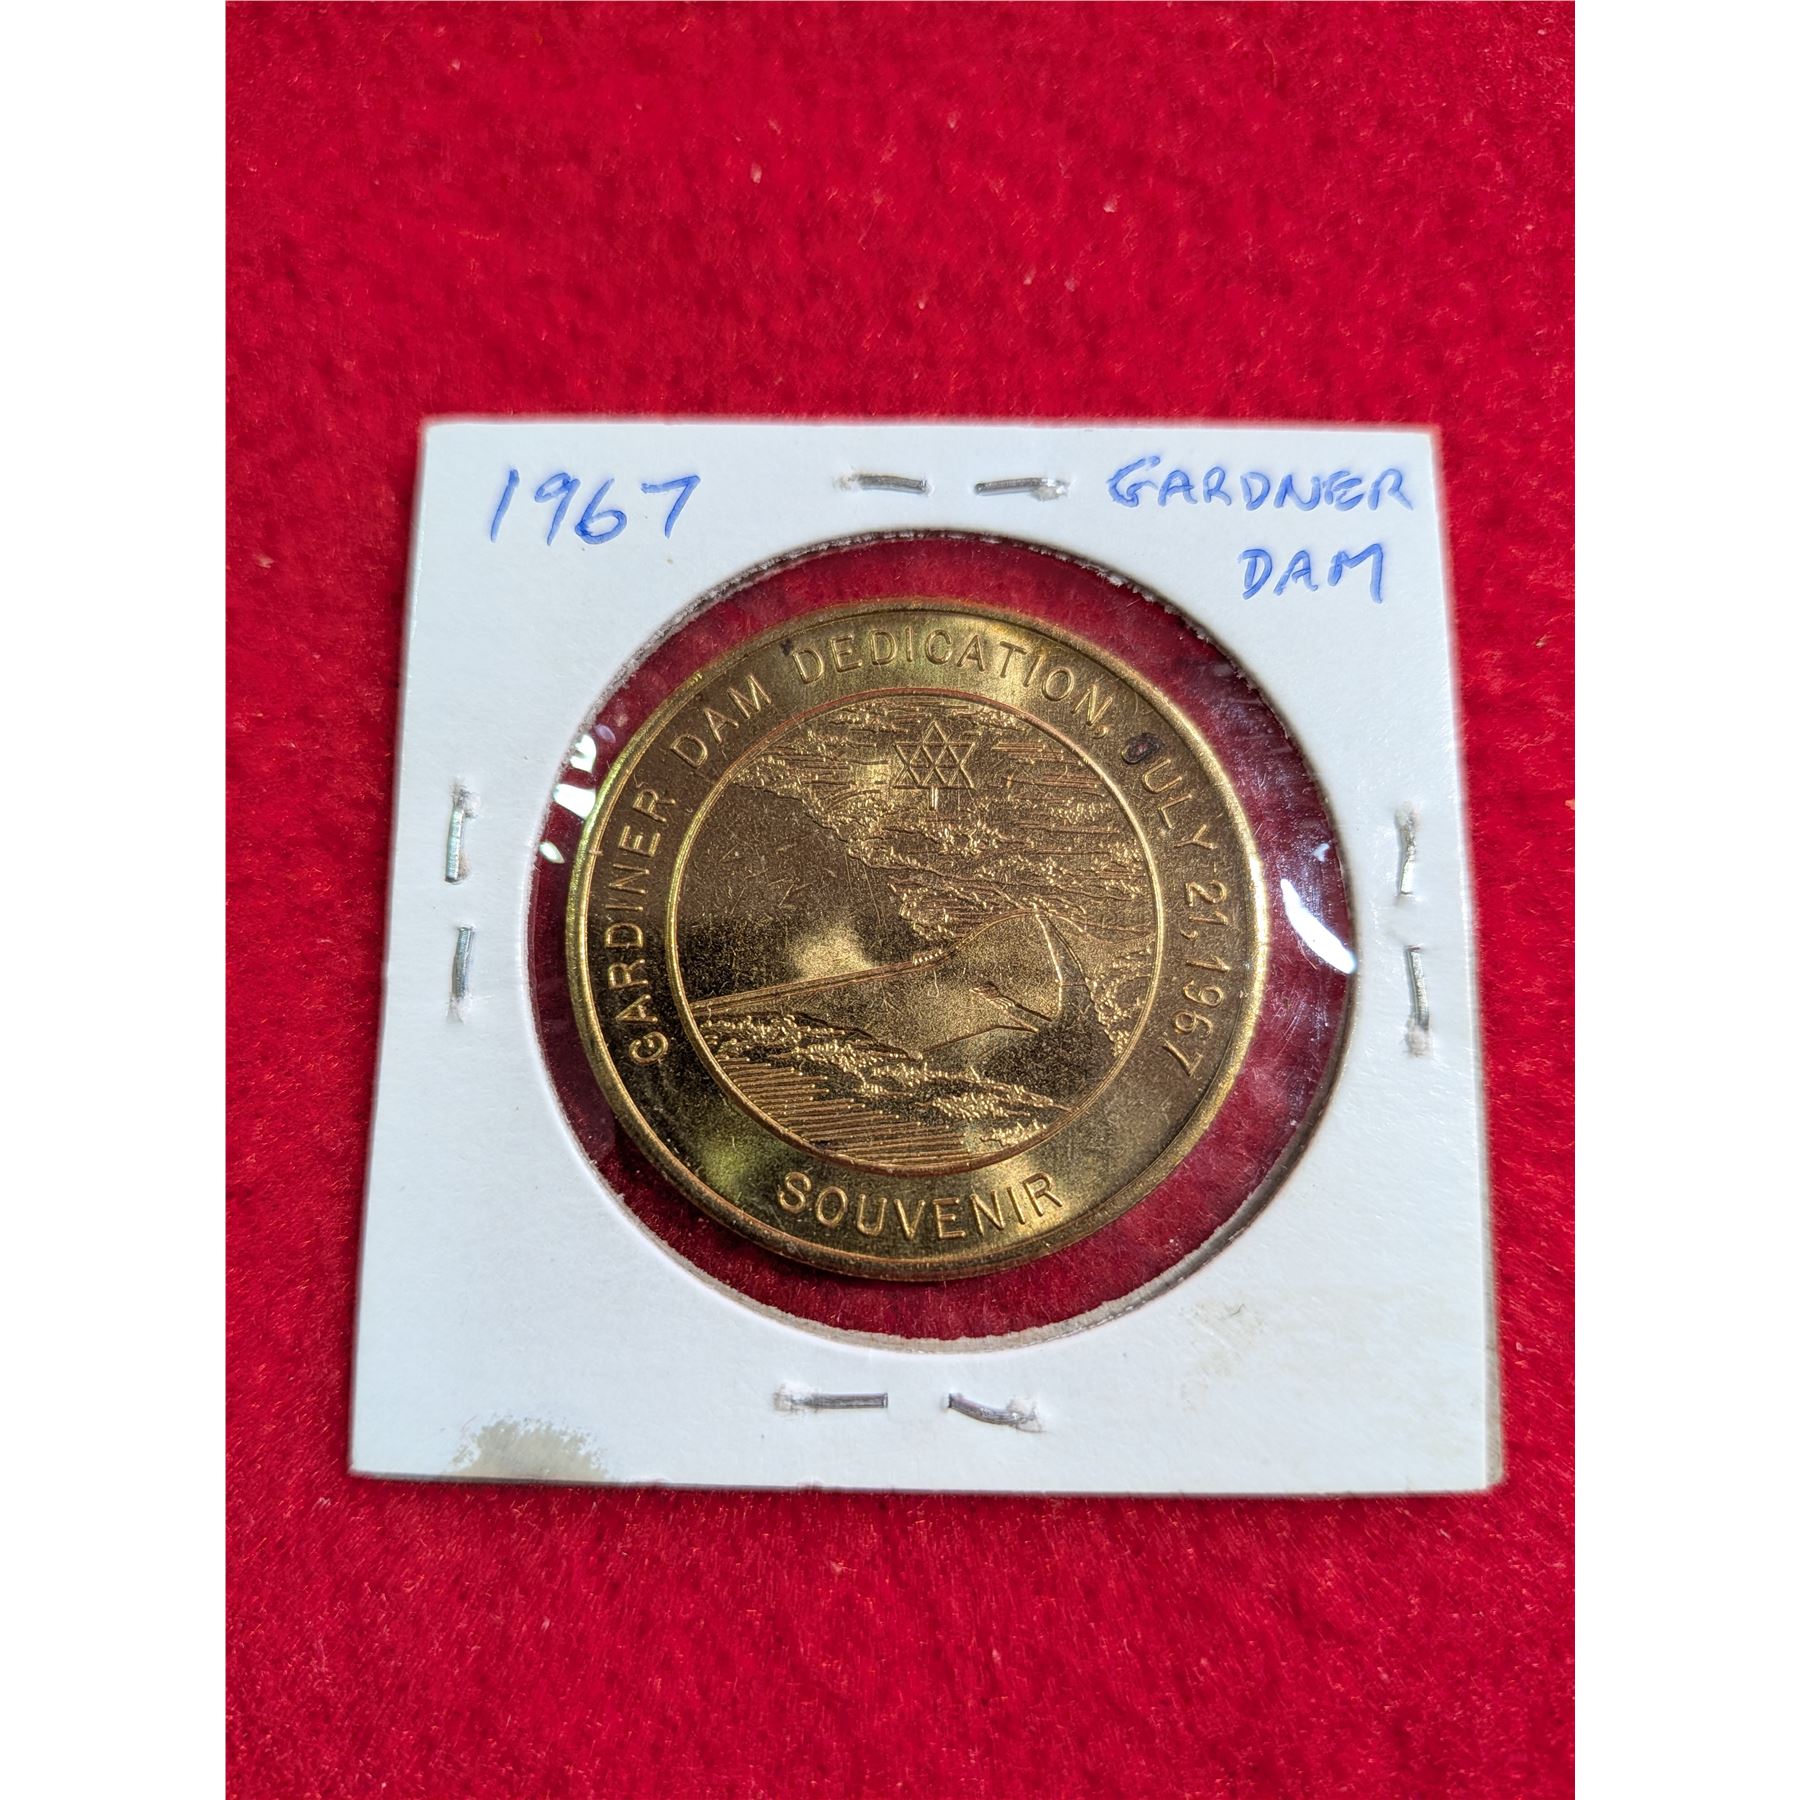 1967
GARDNER
DAM
GARDINER DAM DEDICATION, JULY 21, 1967
SOUVENIR